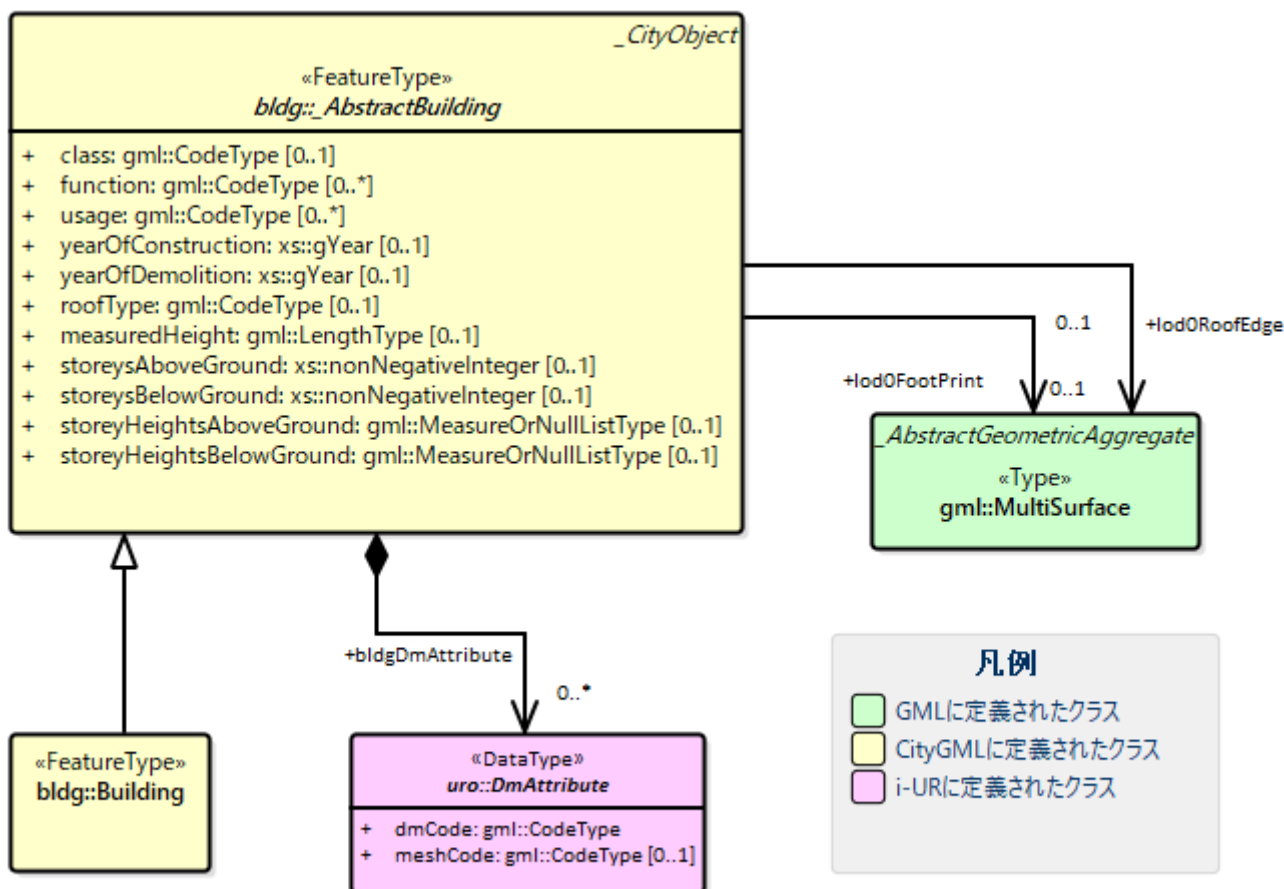 _CityObject
«FeatureType»
bldg::_AbstractBuilding
+ class: gml::CodeType [0..1]
+ function: gml::CodeType [0..*]
+ usage: gml::CodeType [0..*]
+ yearOfConstruction: xs::gYear [0..1]
+ yearOfDemolition: xs::gYear [0..1]
+ roofType: gml::CodeType [0..1]
+ measuredHeight: gml::LengthType [0..1]
+ storeysAboveGround: xs::nonNegativeInteger [0..1]
+ storeysBelowGround: xs::nonNegativeInteger [0..1]
+ storeyHeightsAboveGround: gml::MeasureOrNullListType [0..1]
+ storeyHeightsBelowGround: gml::MeasureOrNullListType [0..1]
0..1
+lod0RoofEdge
+lod0FootPrint
0..1
_AbstractGeometricAggregate
«Type»
gml::MultiSurface
+bldgDmAttribute
0..*
«FeatureType»
bldg::Building
«DataType»
uro::DmAttribute
+ dmCode: gml::CodeType
+ meshCode: gml::CodeType [0..1]
凡例
GMLに定義されたクラス
CityGMLに定義されたクラス
i-URに定義されたクラス